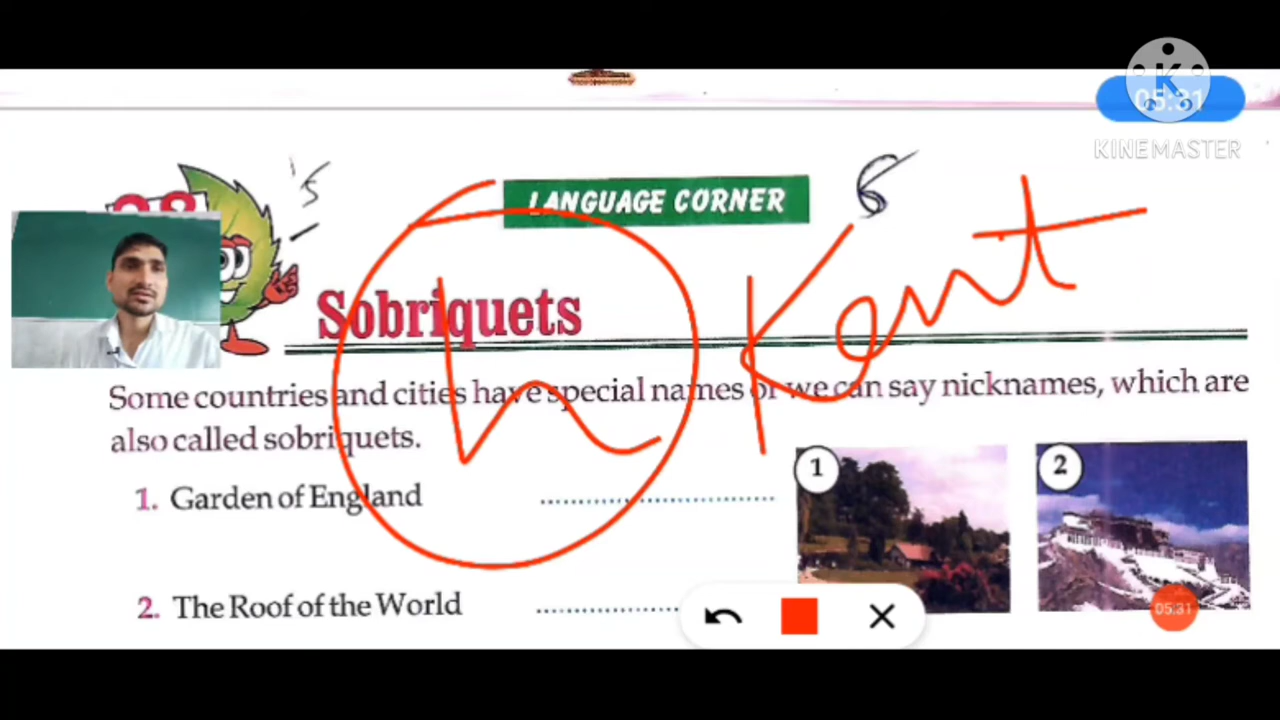 05:31
KINEMASTER
28
LANGUAGE CORNER
Kent
h
Sobriquets
Some countries and cities have special names or we can say nicknames, which are
also called sobriquets.
1. Garden of England ........................
1
2
2. The Roof of the World ..............
05:31